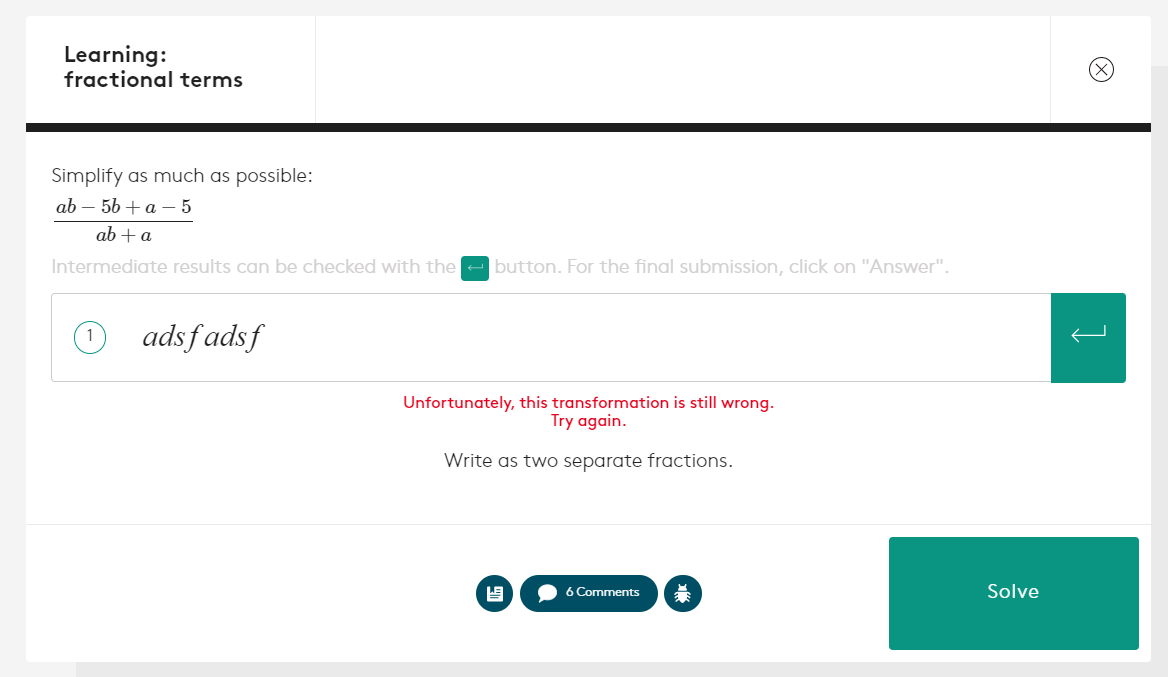 Learning:
fractional terms
Simplify as much as possible:
ab − 5b + a − 5
ab + a
Intermediate results can be checked with the button. For the final submission, click on "Answer".
1 adsfadsf
Unfortunately, this transformation is still wrong.
Try again.
Write as two separate fractions.
6 Comments
Solve